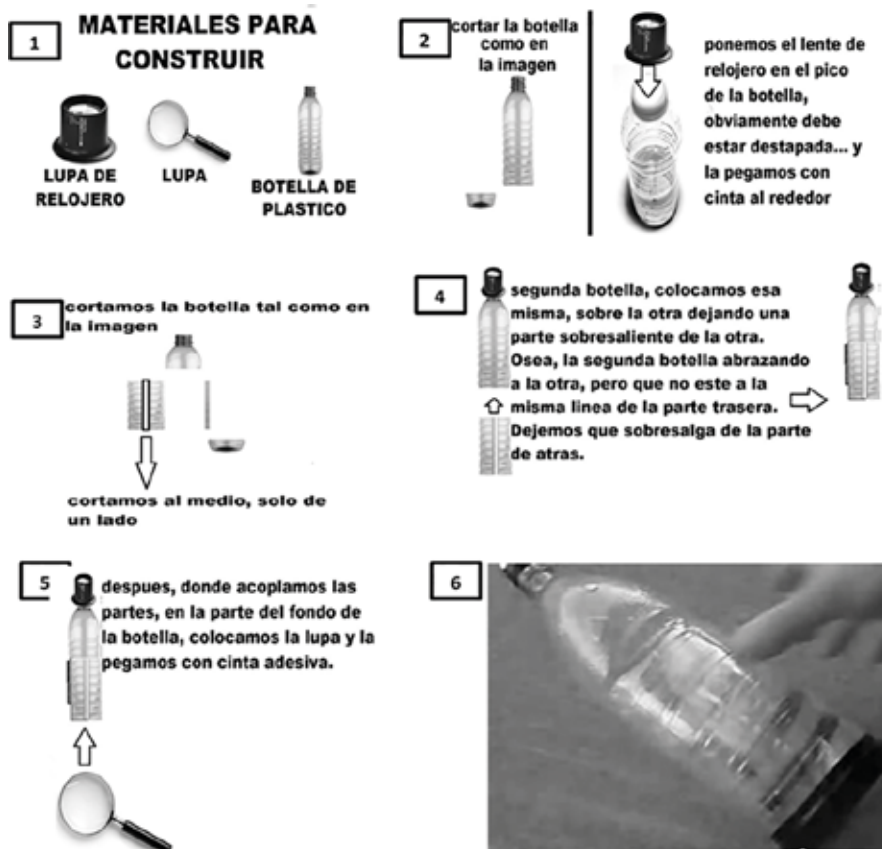 1
MATERIALES PARA
CONSTRUIR
LUPA DE
RELOJERO
LUPA
BOTELLA DE
PLASTICO
2
cortar la botella
como en
la imagen
ponemos el lente de
relojero en el pico
de la botella,
obviamente debe
estar destapada... y
la pegamos con
cinta al rededor
3
cortamos la botella tal como en
la imagen
cortamos al medio, solo de
un lado
4
segunda botella, colocamos esa
misma, sobre la otra dejando una
parte sobresaliente de la otra.
Osea, la segunda botella abrazando
a la otra, pero que no este a la
misma linea de la parte trasera.
Dejemos que sobresalga de la parte
de atras.
5
despues, donde acoplamos las
partes, en la parte del fondo de
la botella, colocamos la lupa y la
pegamos con cinta adesiva.
6